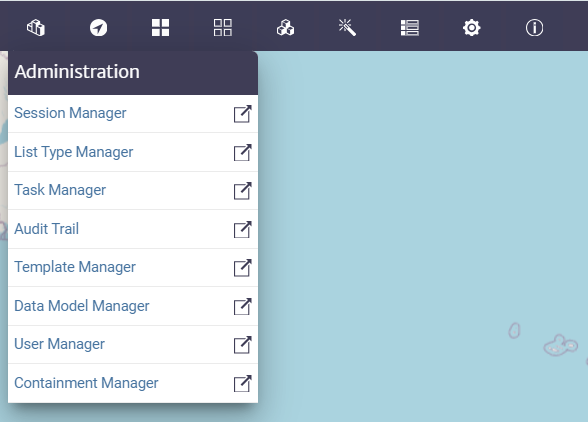 Administration
Session Manager
List Type Manager
Task Manager
Audit Trail
Template Manager
Data Model Manager
User Manager
Containment Manager